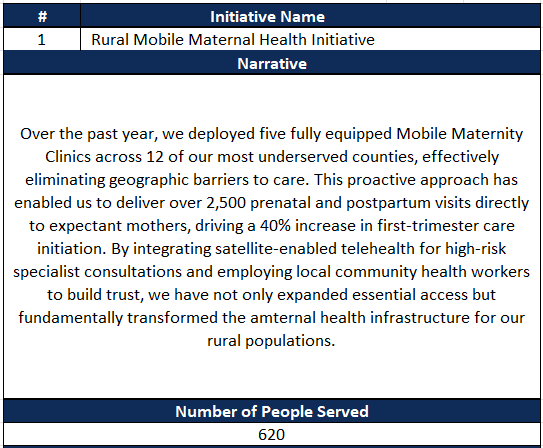 # Initiative Name
1 Rural Mobile Maternal Health Initiative
Narrative
Over the past year, we deployed five fully equipped Mobile Maternity
Clinics across 12 of our most underserved counties, effectively
eliminating geographic barriers to care. This proactive approach has
enabled us to deliver over 2,500 prenatal and postpartum visits directly
to expectant mothers, driving a 40% increase in first-trimester care
initiation. By integrating satellite-enabled telehealth for high-risk
specialist consultations and employing local community health workers
to build trust, we have not only expanded essential access but
fundamentally transformed the amternal health infrastructure for our
rural populations.
Number of People Served
620